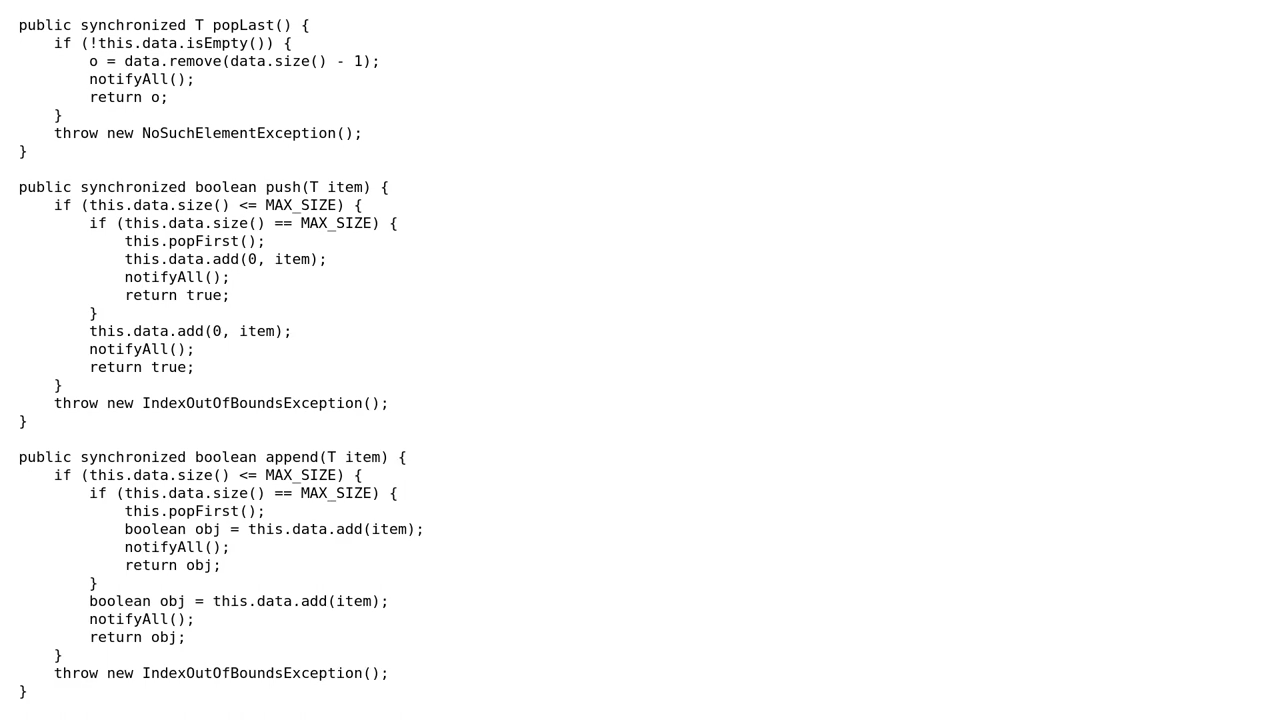 public synchronized T popLast() {
    if (!this.data.isEmpty()) {
        o = data.remove(data.size() - 1);
        notifyAll();
        return o;
    }
    throw new NoSuchElementException();
}

public synchronized boolean push(T item) {
    if (this.data.size() <= MAX_SIZE) {
        if (this.data.size() == MAX_SIZE) {
            this.popFirst();
            this.data.add(0, item);
            notifyAll();
            return true;
        }
        this.data.add(0, item);
        notifyAll();
        return true;
    }
    throw new IndexOutOfBoundsException();
}

public synchronized boolean append(T item) {
    if (this.data.size() <= MAX_SIZE) {
        if (this.data.size() == MAX_SIZE) {
            this.popFirst();
            boolean obj = this.data.add(item);
            notifyAll();
            return obj;
        }
        boolean obj = this.data.add(item);
        notifyAll();
        return obj;
    }
    throw new IndexOutOfBoundsException();
}